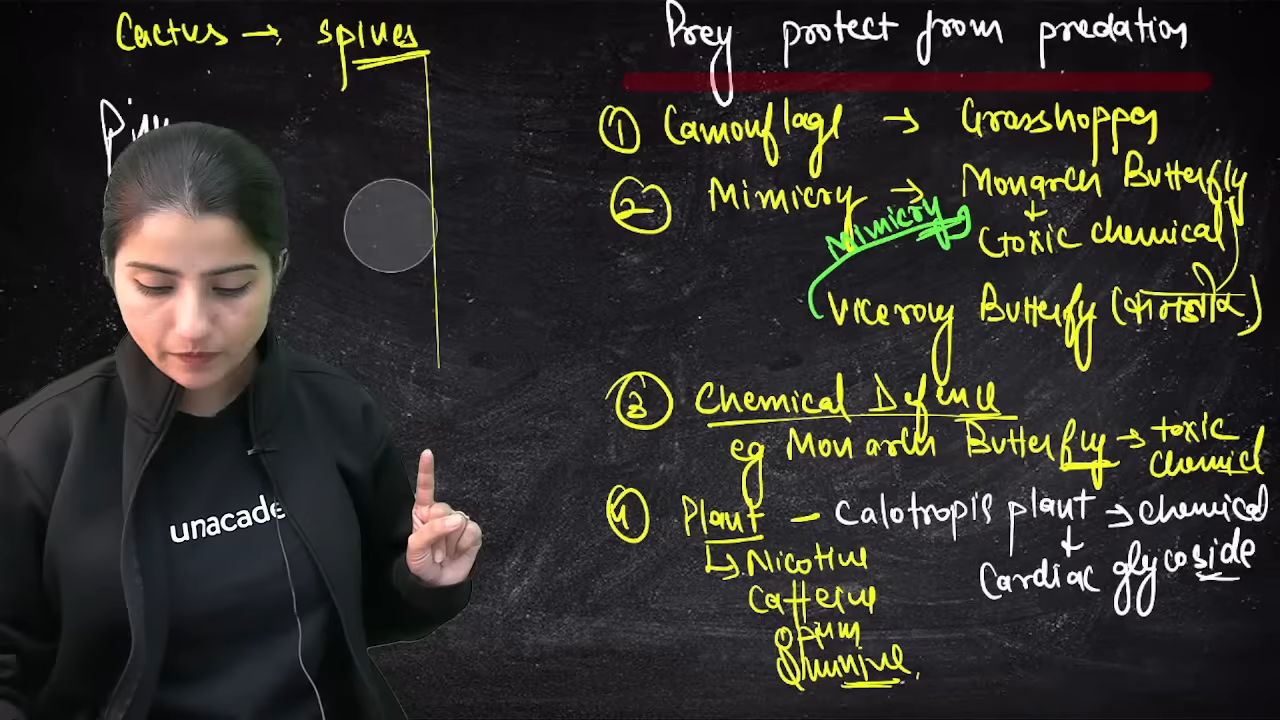 Cactus → spines
Prey protect from predation
① Camouflage → Grasshopper
② Mimicry → Monarch Butterfly
Mimicry
(toxic chemical)
Viceroy Butterfly
③ Chemical Defence
eg Monarch Butterfly → toxic
chemical
④ Plant - Calotropis plant → chemical
↓
Cardiac glycoside
↳ Nicotine
Caffeine
Opium
Quinine
unacade